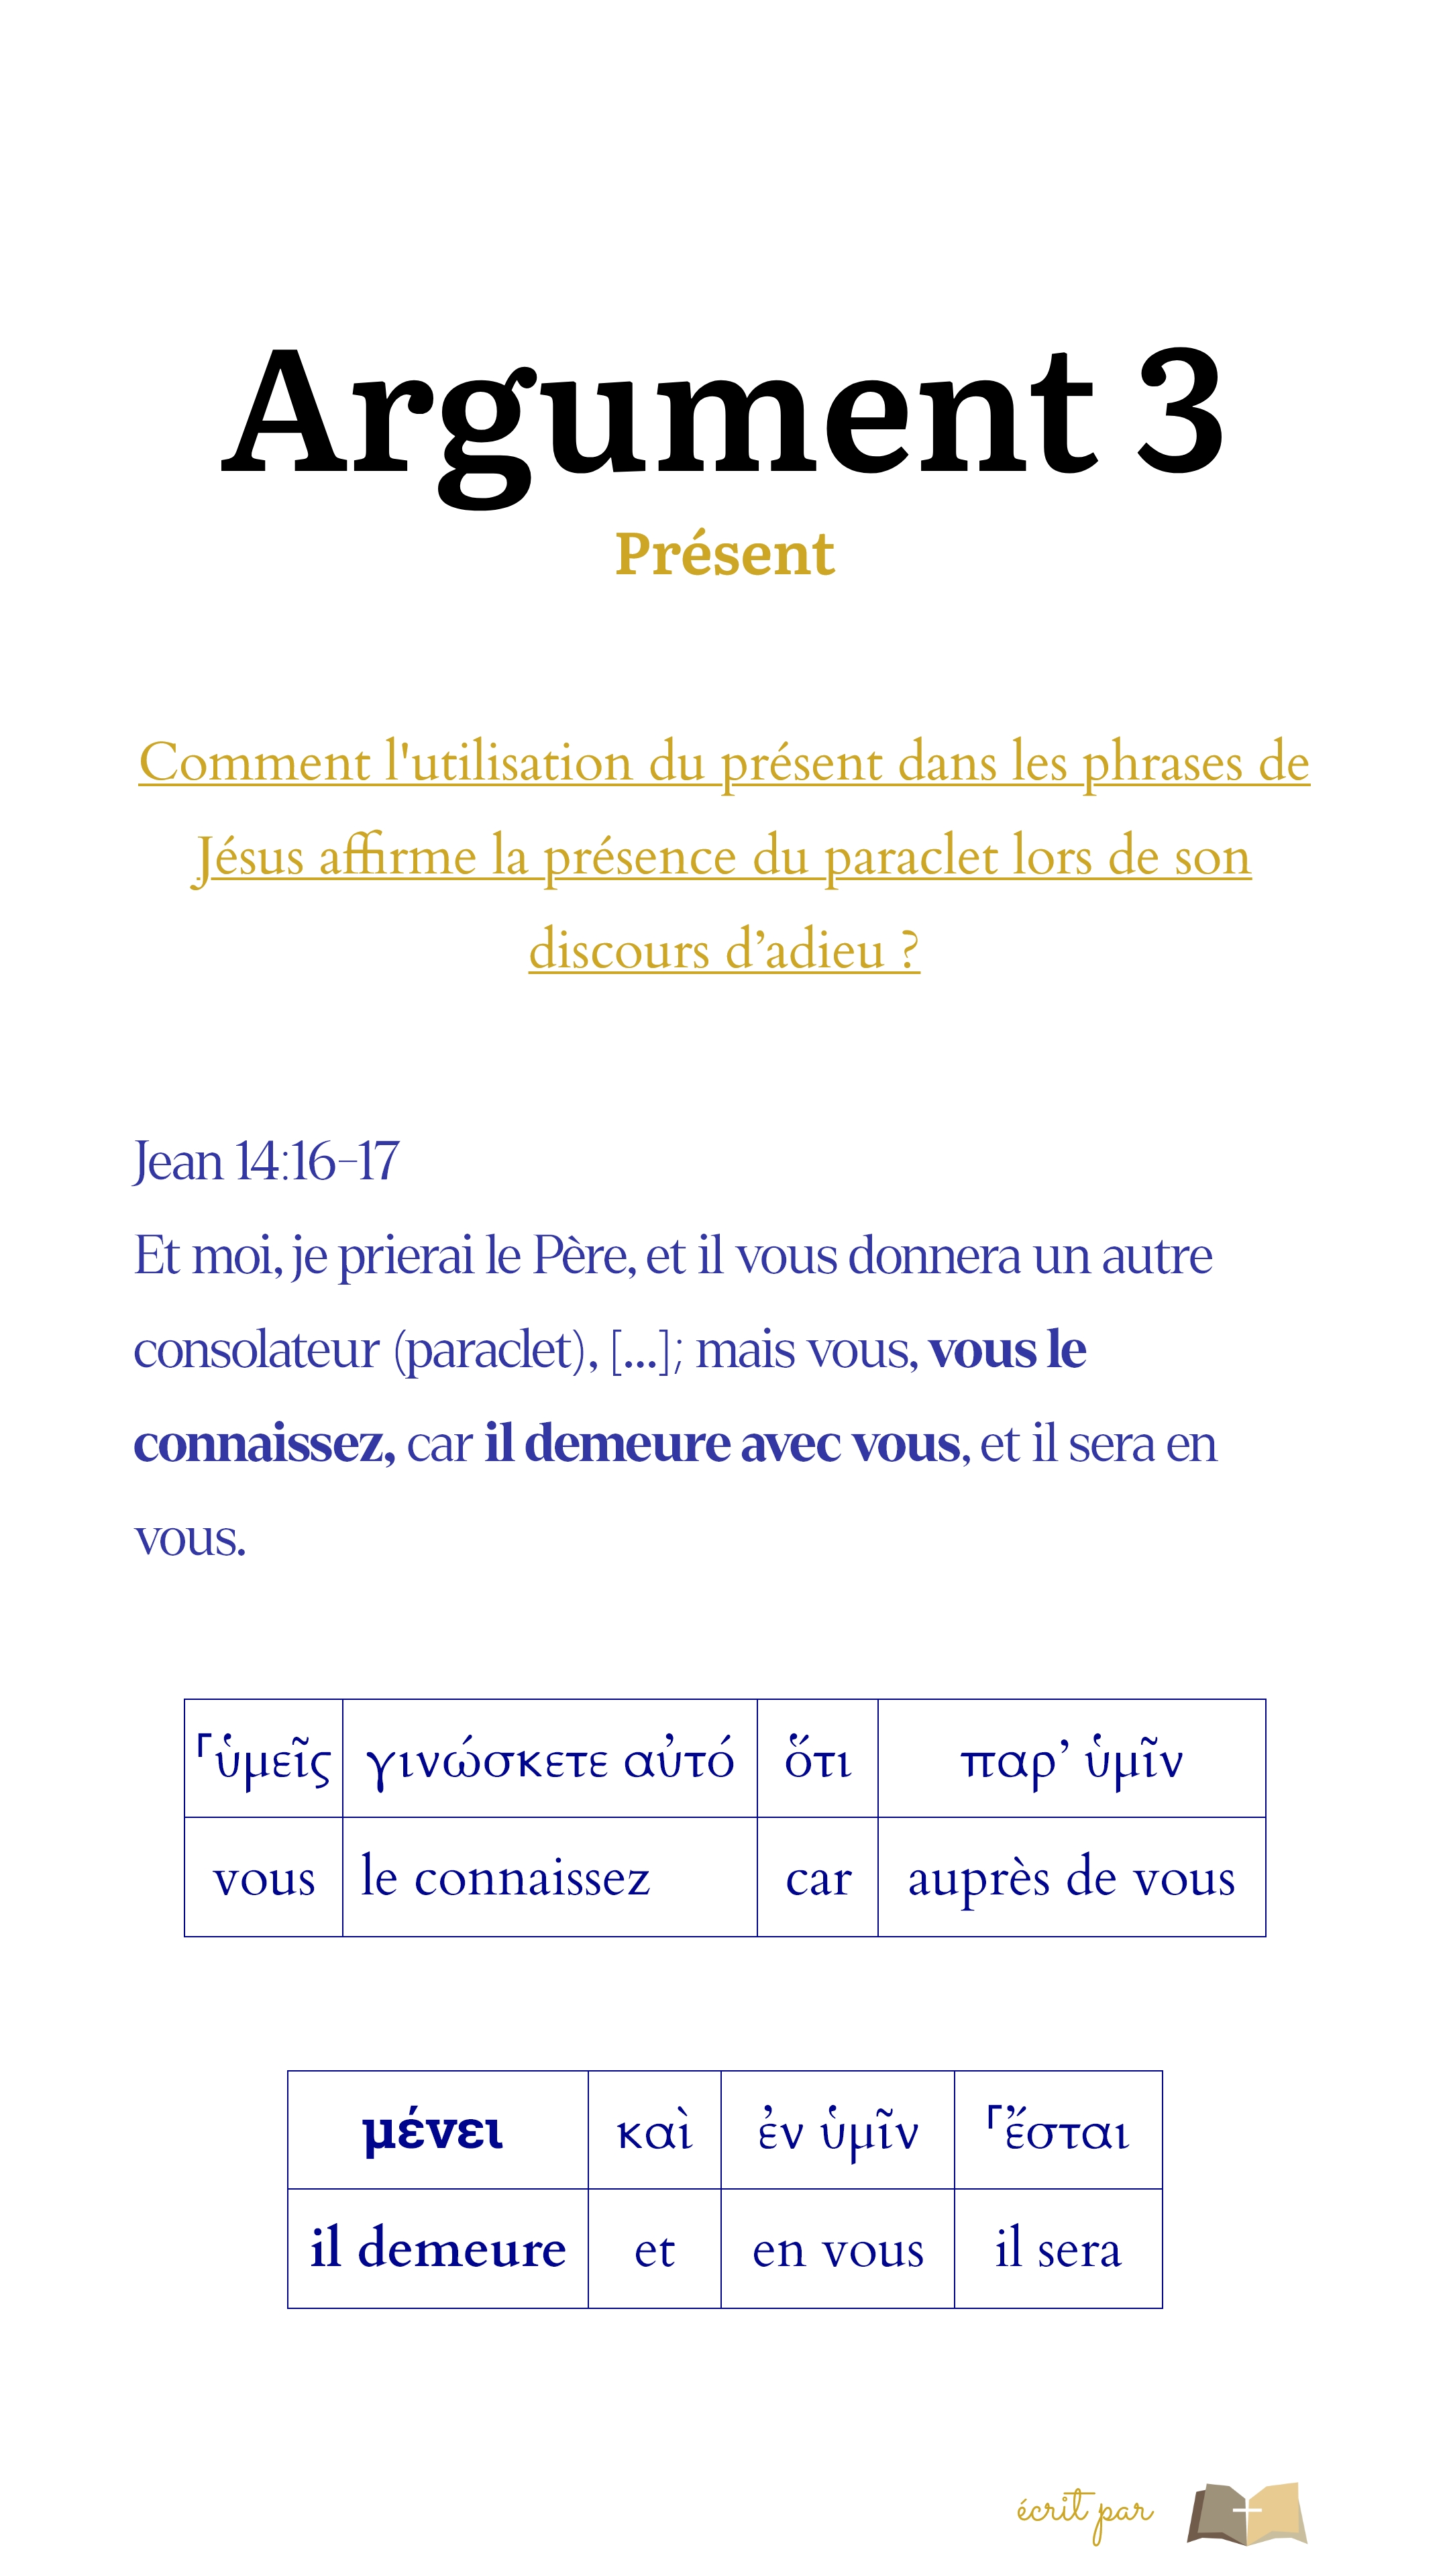 Argument 3
Présent
Comment l'utilisation du présent dans les phrases de
Jésus affirme la présence du paraclet lors de son
discours d’adieu ?
Jean 14:16-17
Et moi, je prierai le Père, et il vous donnera un autre
consolateur (paraclet), [...]; mais vous, vous le
connaissez, car il demeure avec vous, et il sera en
vous.
⸀ὑμεῖς γινώσκετε αὐτό ὅτι παρ’ ὑμῖν
vous le connaissez car auprès de vous
μένει καὶ ἐν ὑμῖν ⸀ἔσται
il demeure et en vous il sera
écrit par